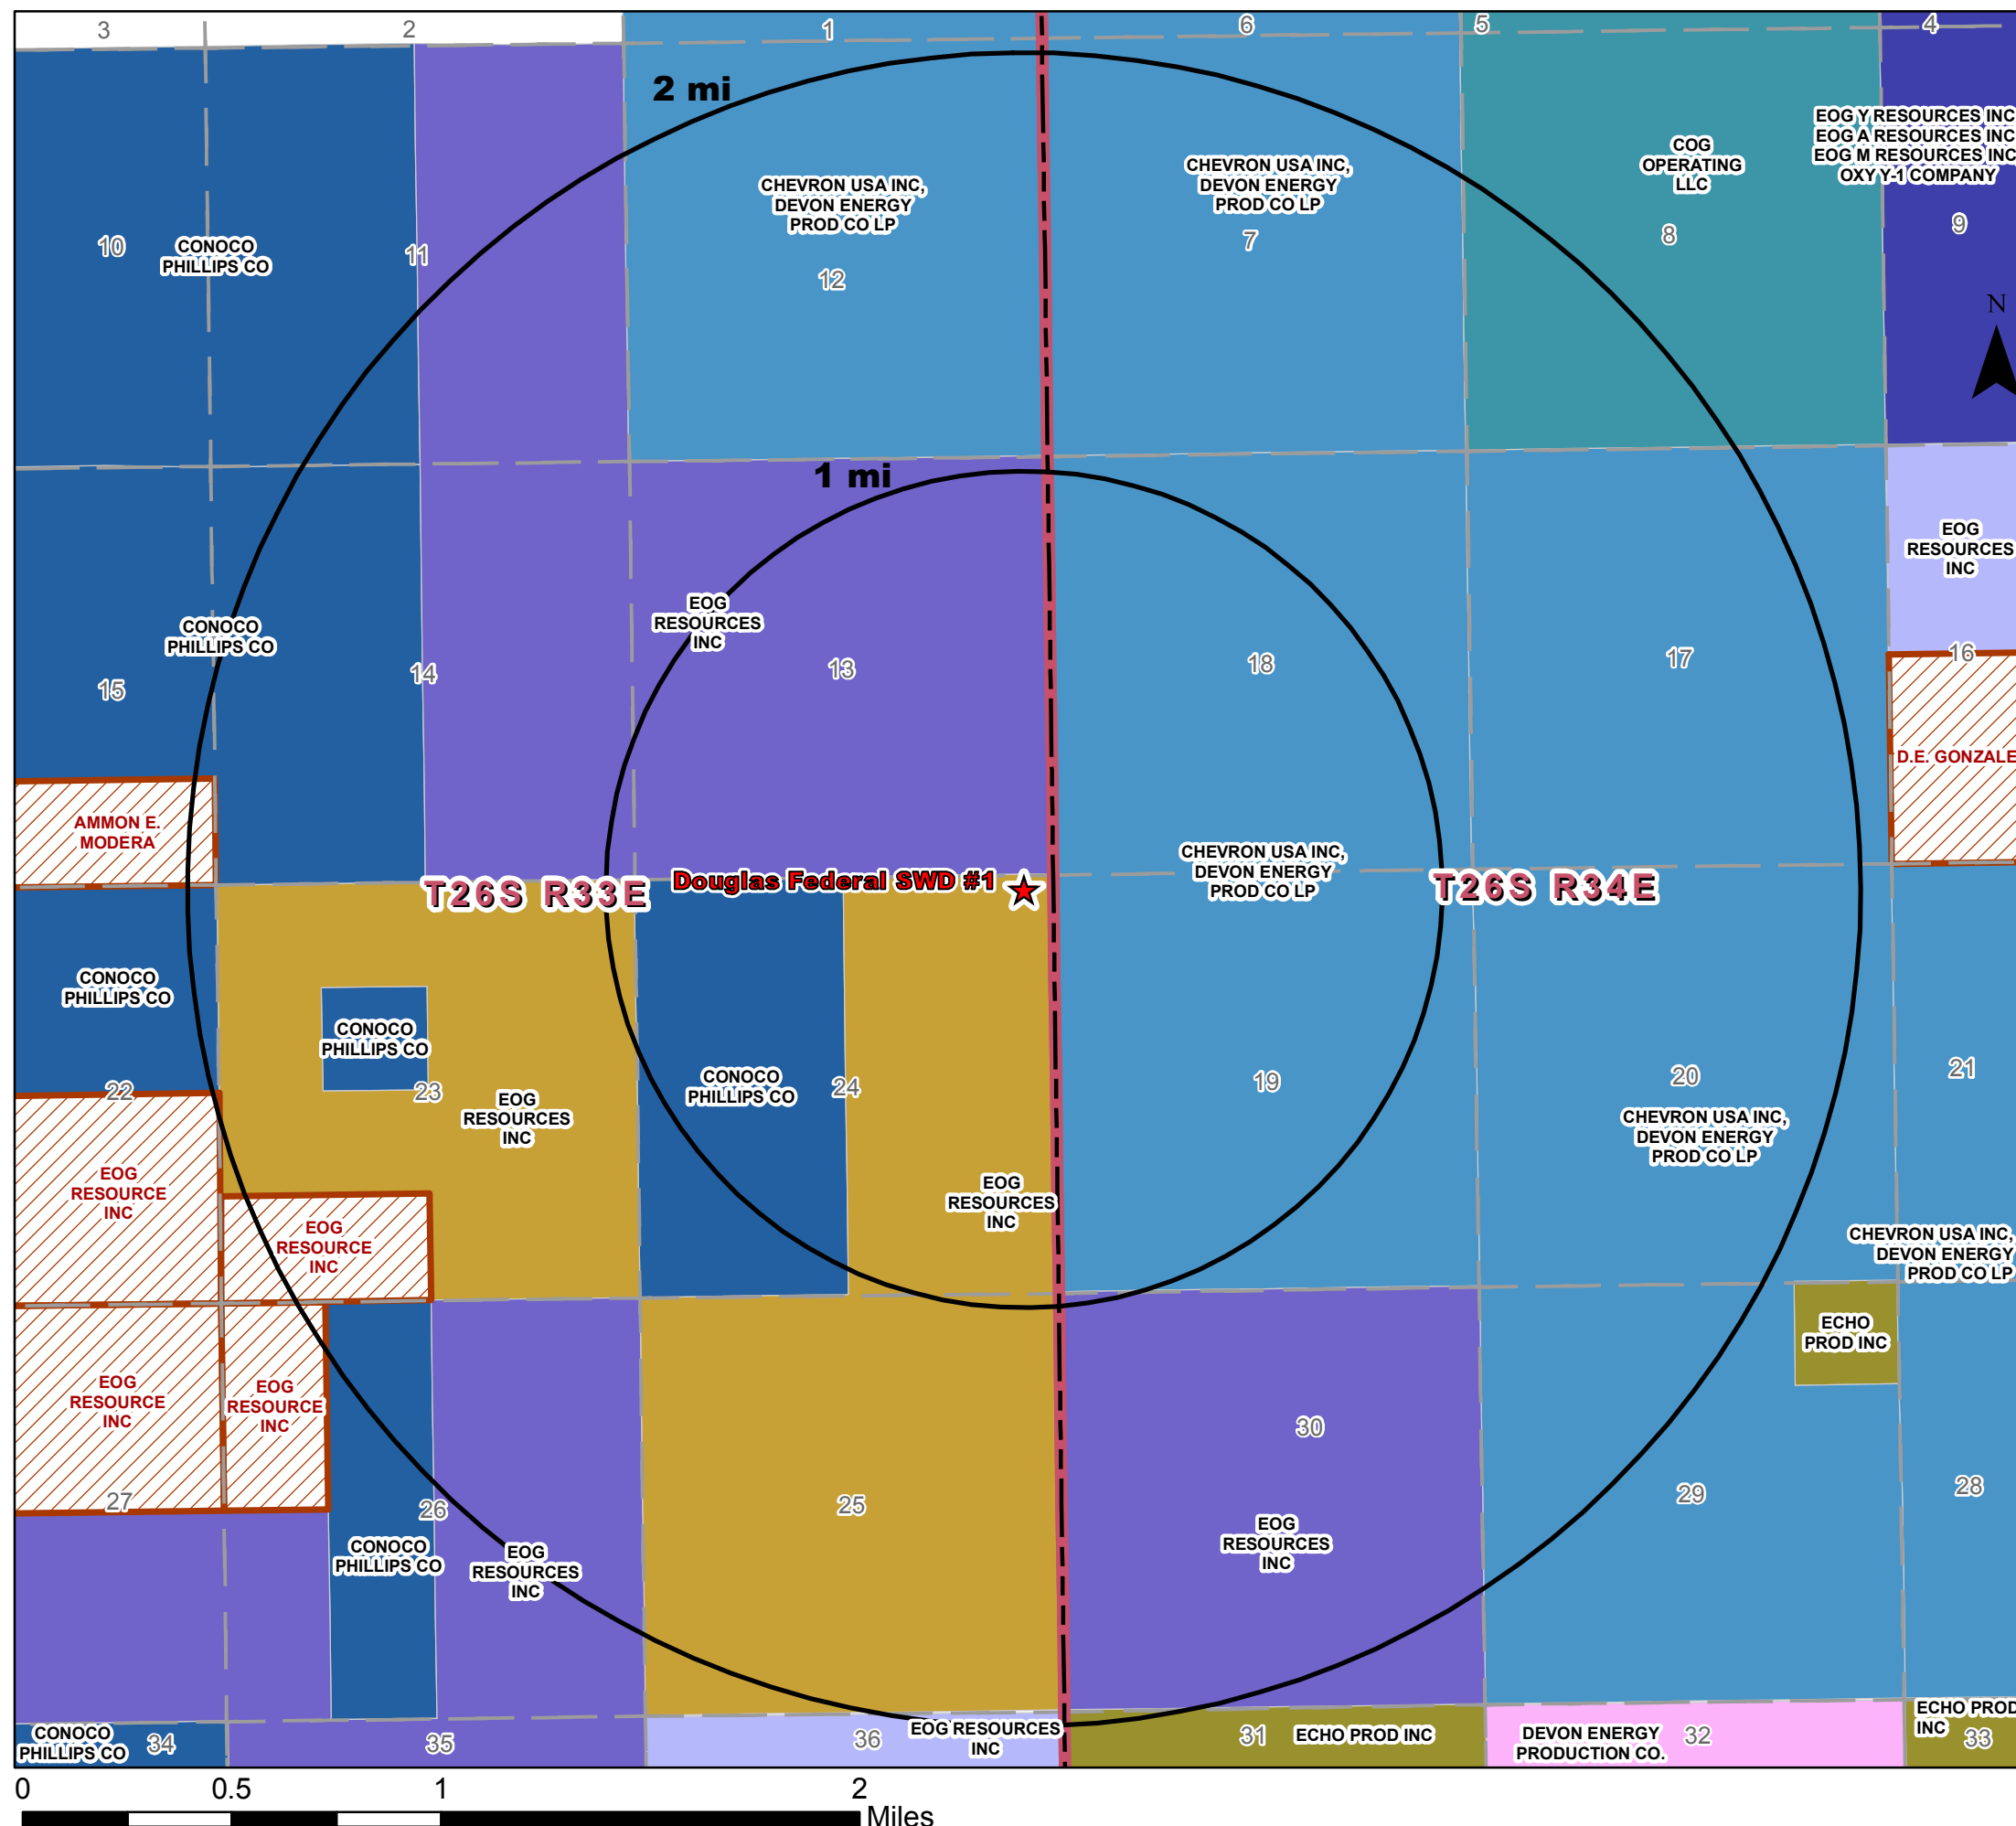 3
2
1
6
5
4
2 mi
EOG Y RESOURCES INC
EOG A RESOURCES INC
EOG M RESOURCES INC
OXY Y-1 COMPANY
COG
OPERATING
LLC
CHEVRON USA INC,
DEVON ENERGY
PROD CO LP
CHEVRON USA INC,
DEVON ENERGY
PROD CO LP
10
CONOCO
PHILLIPS CO
11
12
7
8
9
N
1 mi
EOG
RESOURCES
INC
EOG
RESOURCES
INC
CONOCO
PHILLIPS CO
15
14
13
18
17
16
D.E. GONZALE
AMMON E.
MODERA
CHEVRON USA INC,
DEVON ENERGY
PROD CO LP
Douglas Federal SWD #1
T26S R33E
T26S R34E
CONOCO
PHILLIPS CO
CONOCO
PHILLIPS CO
22
23
EOG
RESOURCES
INC
CONOCO
PHILLIPS CO
24
19
20
21
CHEVRON USA INC,
DEVON ENERGY
PROD CO LP
EOG
RESOURCE
INC
EOG
RESOURCE
INC
EOG
RESOURCES
INC
CHEVRON USA INC,
DEVON ENERGY
PROD CO LP
ECHO
PROD INC
EOG
RESOURCE
INC
EOG
RESOURCE
INC
27
26
25
30
29
28
CONOCO
PHILLIPS CO
EOG
RESOURCES
INC
EOG
RESOURCES
INC
CONOCO
PHILLIPS CO
34
35
36
EOG RESOURCES
INC
31
ECHO PROD INC
DEVON ENERGY
PRODUCTION CO.
32
ECHO PROD
INC
33
0 0.5 1 2
Miles